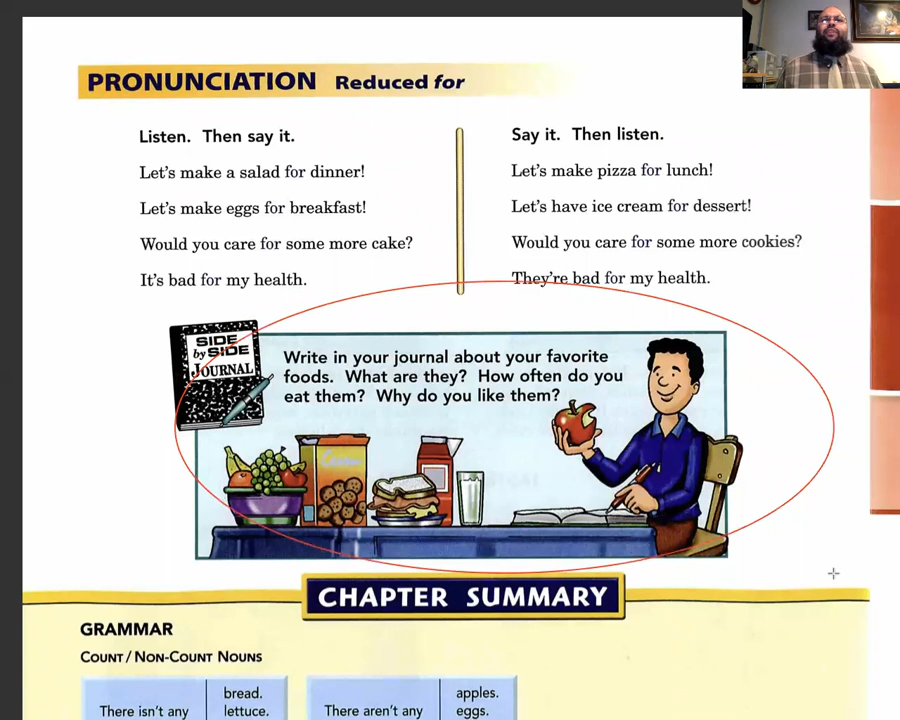 PRONUNCIATION Reduced for
Listen. Then say it.
Let's make a salad for dinner!
Let's make eggs for breakfast!
Would you care for some more cake?
It's bad for my health.
Say it. Then listen.
Let's make pizza for lunch!
Let's have ice cream for dessert!
Would you care for some more cookies?
They're bad for my health.
SIDE
by SIDE
JOURNAL
Write in your journal about your favorite
foods. What are they? How often do you
eat them? Why do you like them?
CHAPTER SUMMARY
GRAMMAR
COUNT / NON-COUNT NOUNS
There isn't any
bread.
lettuce.
There aren't any
apples.
eggs.